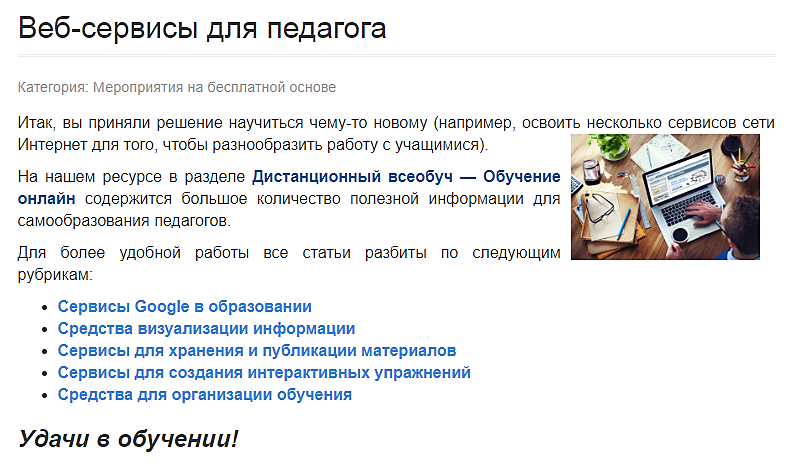 Веб-сервисы для педагога
Категория: Мероприятия на бесплатной основе
Итак, вы приняли решение научиться чему-то новому (например, освоить несколько сервисов сети
Интернет для того, чтобы разнообразить работу с учащимися).
На нашем ресурсе в разделе Дистанционный всеобуч — Обучение
онлайн содержится большое количество полезной информации для
самообразования педагогов.
Для более удобной работы все статьи разбиты по следующим
рубрикам:
• Сервисы Google в образовании
• Средства визуализации информации
• Сервисы для хранения и публикации материалов
• Сервисы для создания интерактивных упражнений
• Средства для организации обучения
Удачи в обучении!